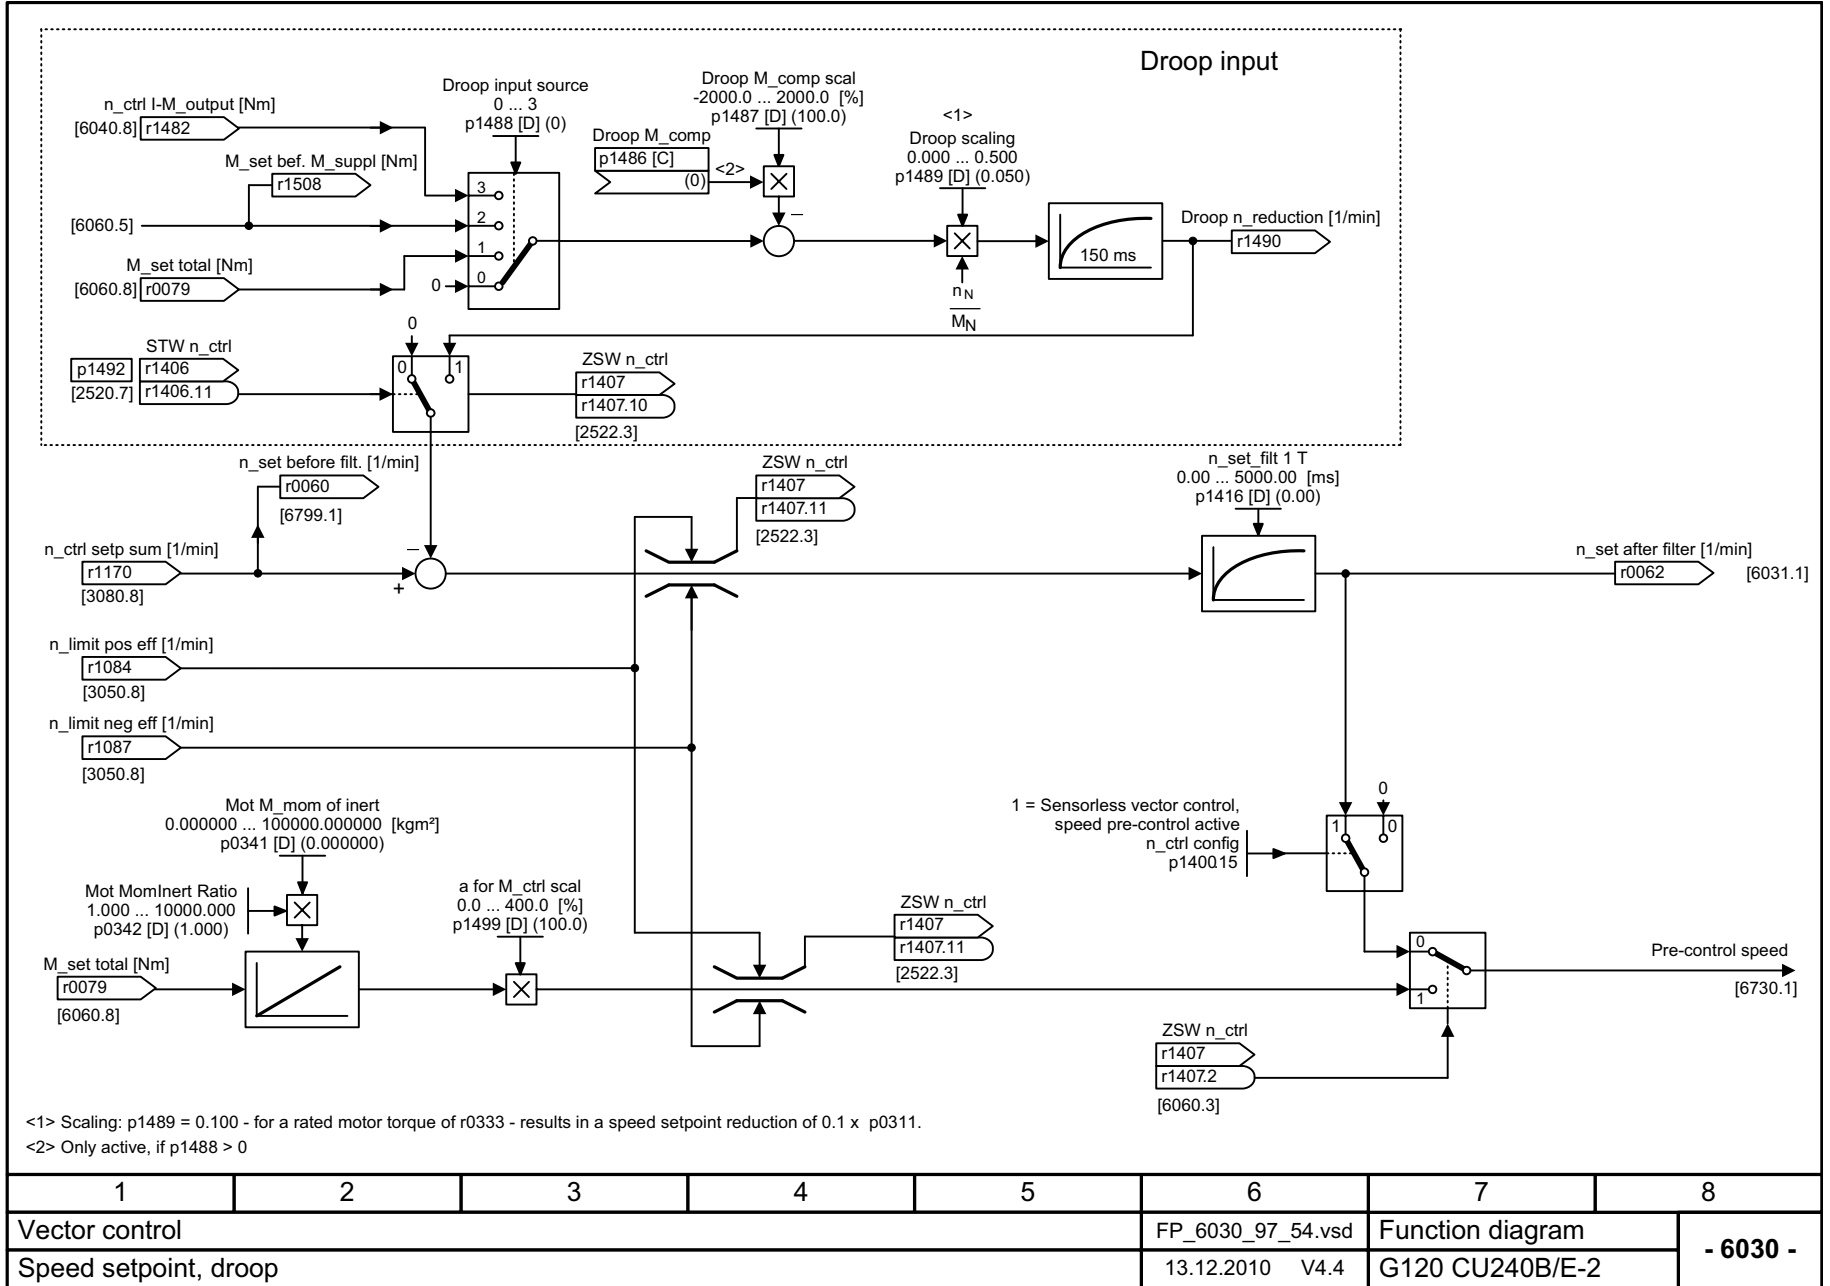 Droop input
n_ctrl I-M_output [Nm]
[6040.8] r1482
M_set bef. M_suppl [Nm]
r1508
[6060.5]
M_set total [Nm]
[6060.8] r0079
Droop input source
0 ... 3
p1488 [D] (0)
3
2
1
0
0
Droop M_comp scal
-2000.0 ... 2000.0 [%]
p1487 [D] (100.0)
Droop M_comp
p1486 [C]
(0)
<2>
–
<1>
Droop scaling
0.000 ... 0.500
p1489 [D] (0.050)
n N
M N
150 ms
Droop n_reduction [1/min]
r1490
STW n_ctrl
p1492 r1406
[2520.7] r1406.11
0
0 1
ZSW n_ctrl
r1407
r1407.10
[2522.3]
n_set before filt. [1/min]
r0060
[6799.1]
n_ctrl setp sum [1/min]
r1170
[3080.8]
–
+
ZSW n_ctrl
r1407
r1407.11
[2522.3]
n_set_filt 1 T
0.00 ... 5000.00 [ms]
p1416 [D] (0.00)
n_set after filter [1/min]
r0062 [6031.1]
n_limit pos eff [1/min]
r1084
[3050.8]
n_limit neg eff [1/min]
r1087
[3050.8]
Mot M_mom of inert
0.000000 ... 100000.000000 [kgm²]
p0341 [D] (0.000000)
Mot MomInert Ratio
1.000 ... 10000.000
p0342 [D] (1.000)
M_set total [Nm]
r0079
[6060.8]
a for M_ctrl scal
0.0 ... 400.0 [%]
p1499 [D] (100.0)
ZSW n_ctrl
r1407
r1407.11
[2522.3]
1 = Sensorless vector control,
speed pre-control active
n_ctrl config
p1400.15
0
1 0
0
1
Pre-control speed
[6730.1]
ZSW n_ctrl
r1407
r1407.2
[6060.3]
<1> Scaling: p1489 = 0.100 - for a rated motor torque of r0333 - results in a speed setpoint reduction of 0.1 x p0311.
<2> Only active, if p1488 > 0
1 2 3 4 5 6 7 8
Vector control FP_6030_97_54.vsd Function diagram
- 6030 -
Speed setpoint, droop 13.12.2010 V4.4 G120 CU240B/E-2